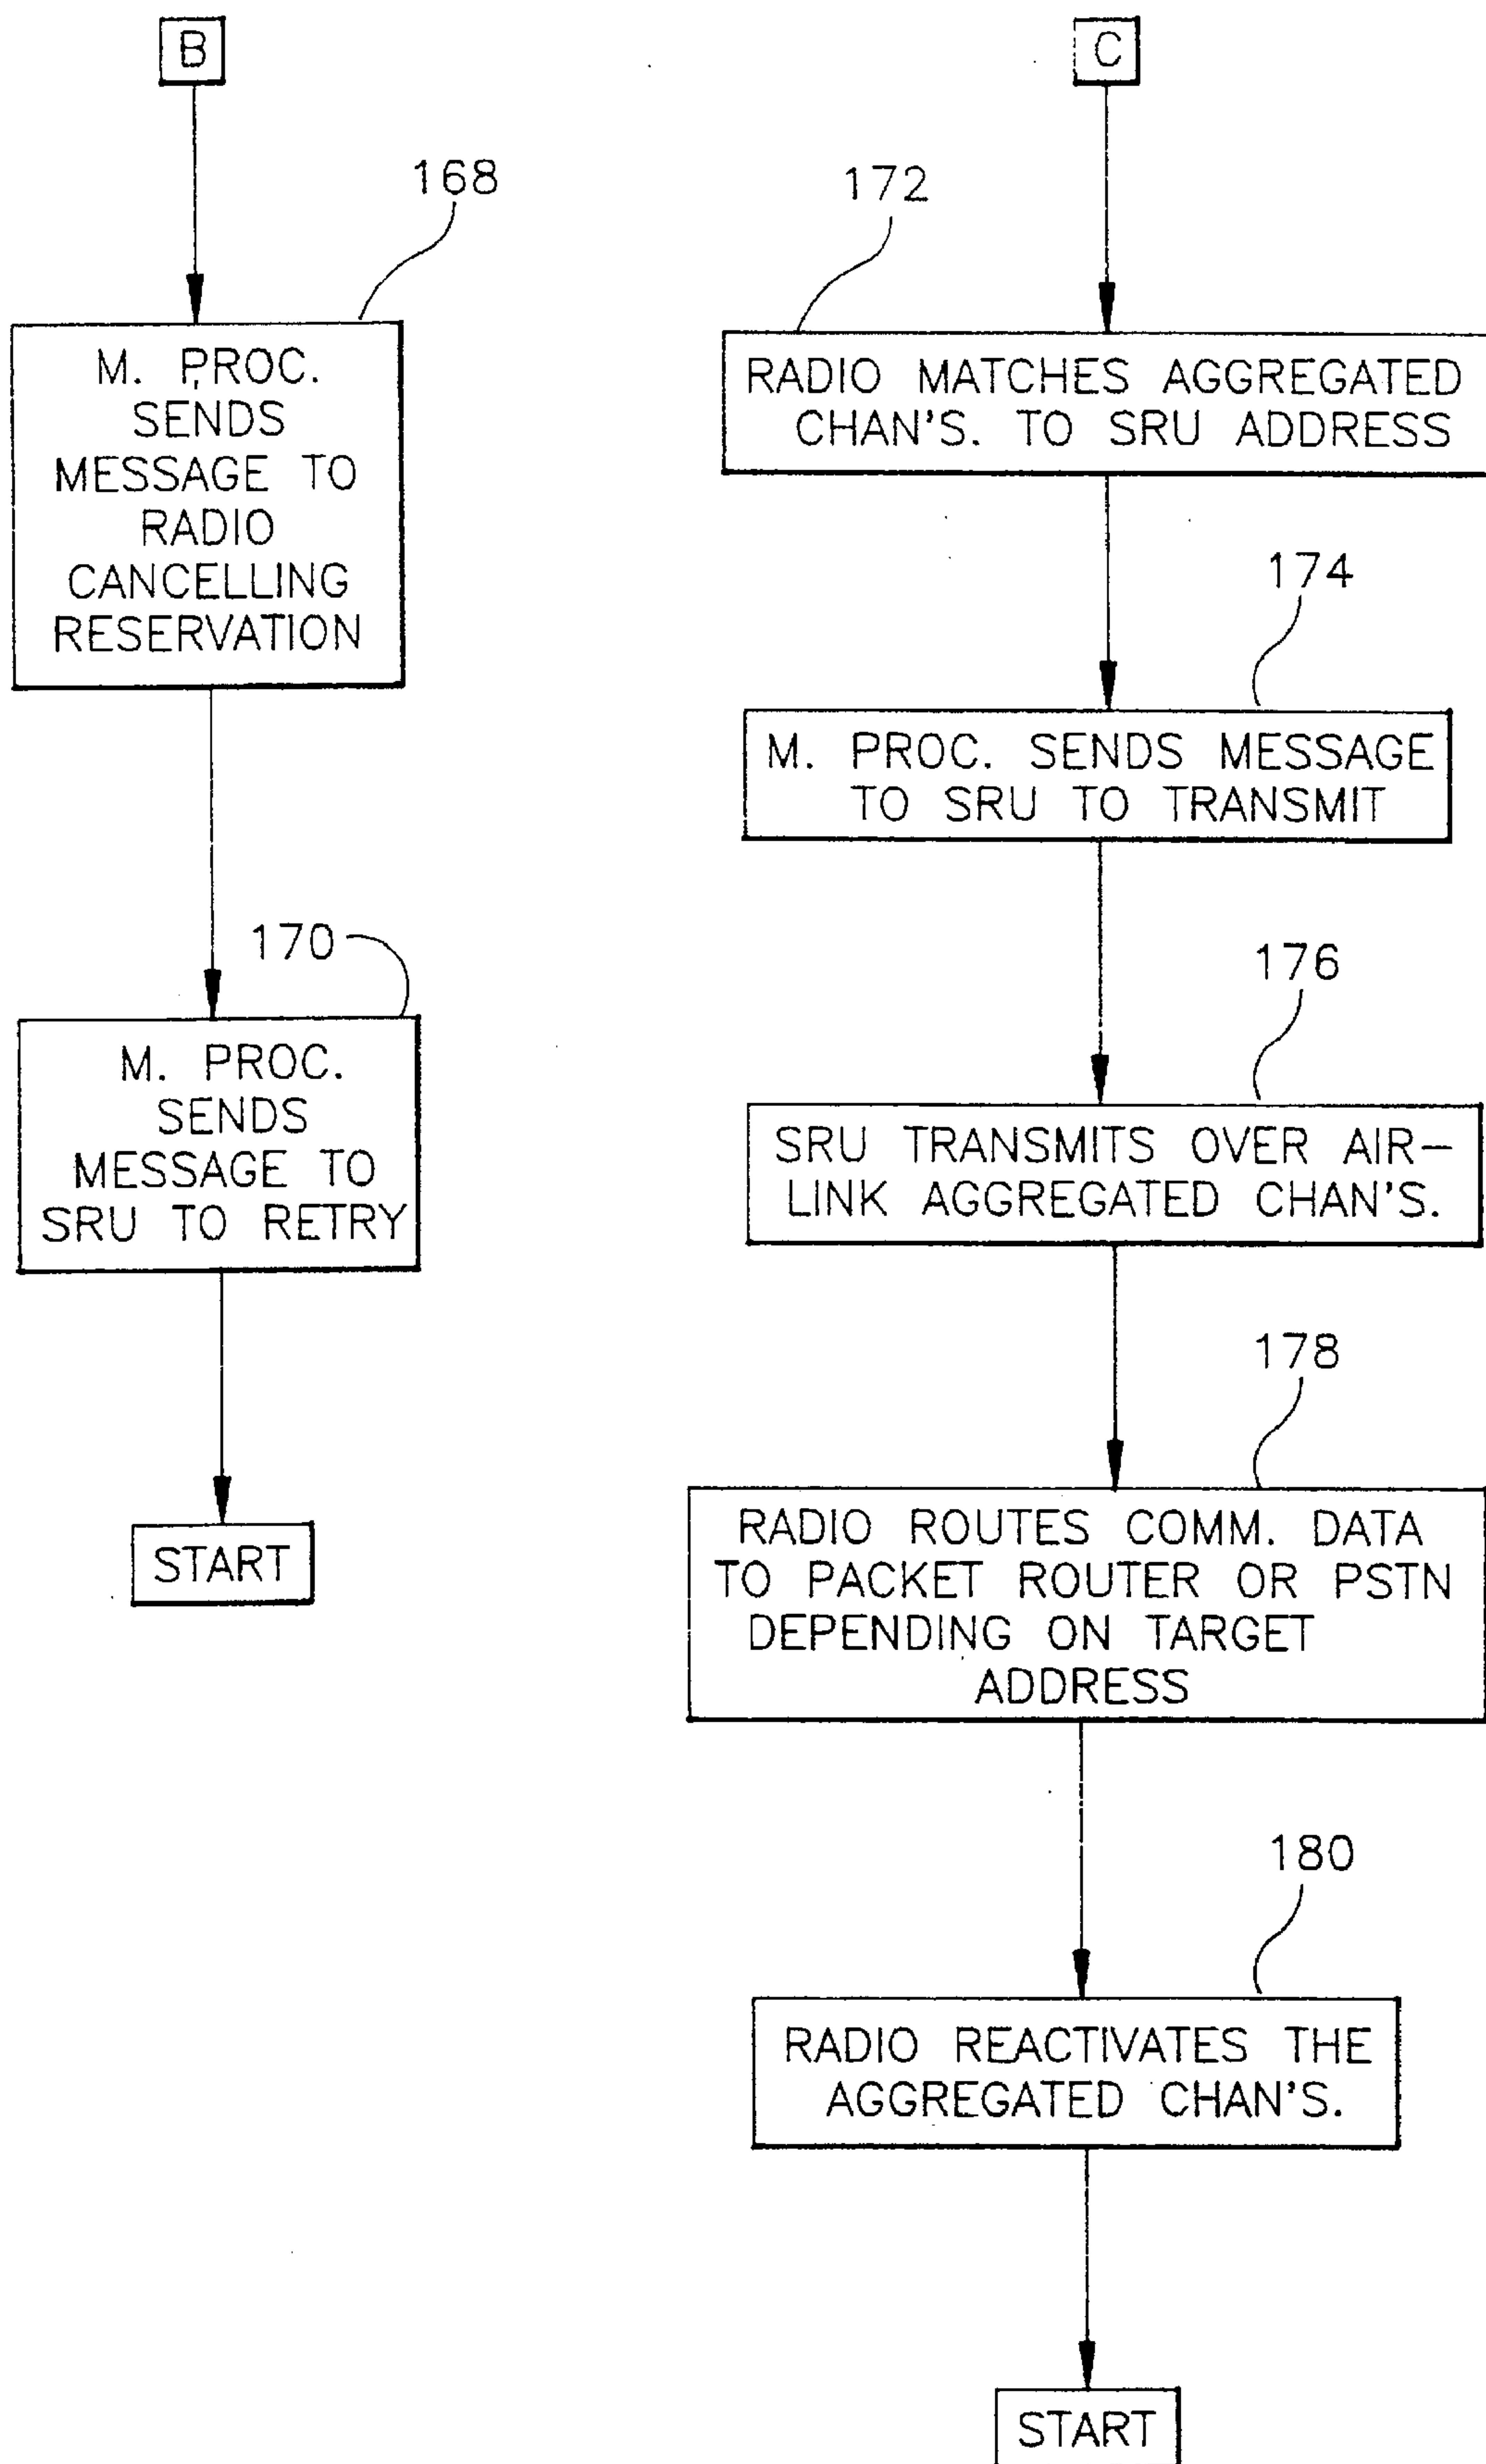 B
168
M. PROC.
SENDS
MESSAGE TO
RADIO
CANCELLING
RESERVATION
170
M. PROC.
SENDS
MESSAGE TO
SRU TO RETRY
START
C
172
RADIO MATCHES AGGREGATED
CHAN'S. TO SRU ADDRESS
174
M. PROC. SENDS MESSAGE
TO SRU TO TRANSMIT
176
SRU TRANSMITS OVER AIR-
LINK AGGREGATED CHAN'S.
178
RADIO ROUTES COMM. DATA
TO PACKET ROUTER OR PSTN
DEPENDING ON TARGET
ADDRESS
180
RADIO REACTIVATES THE
AGGREGATED CHAN'S.
START